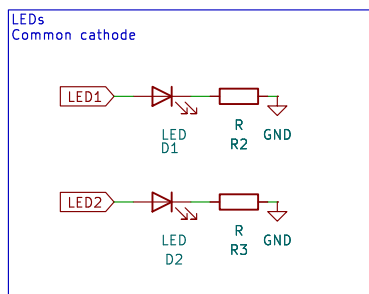 LEDs
Common cathode
LED1
LED
D1
R
R2
GND
LED2
LED
D2
R
R3
GND